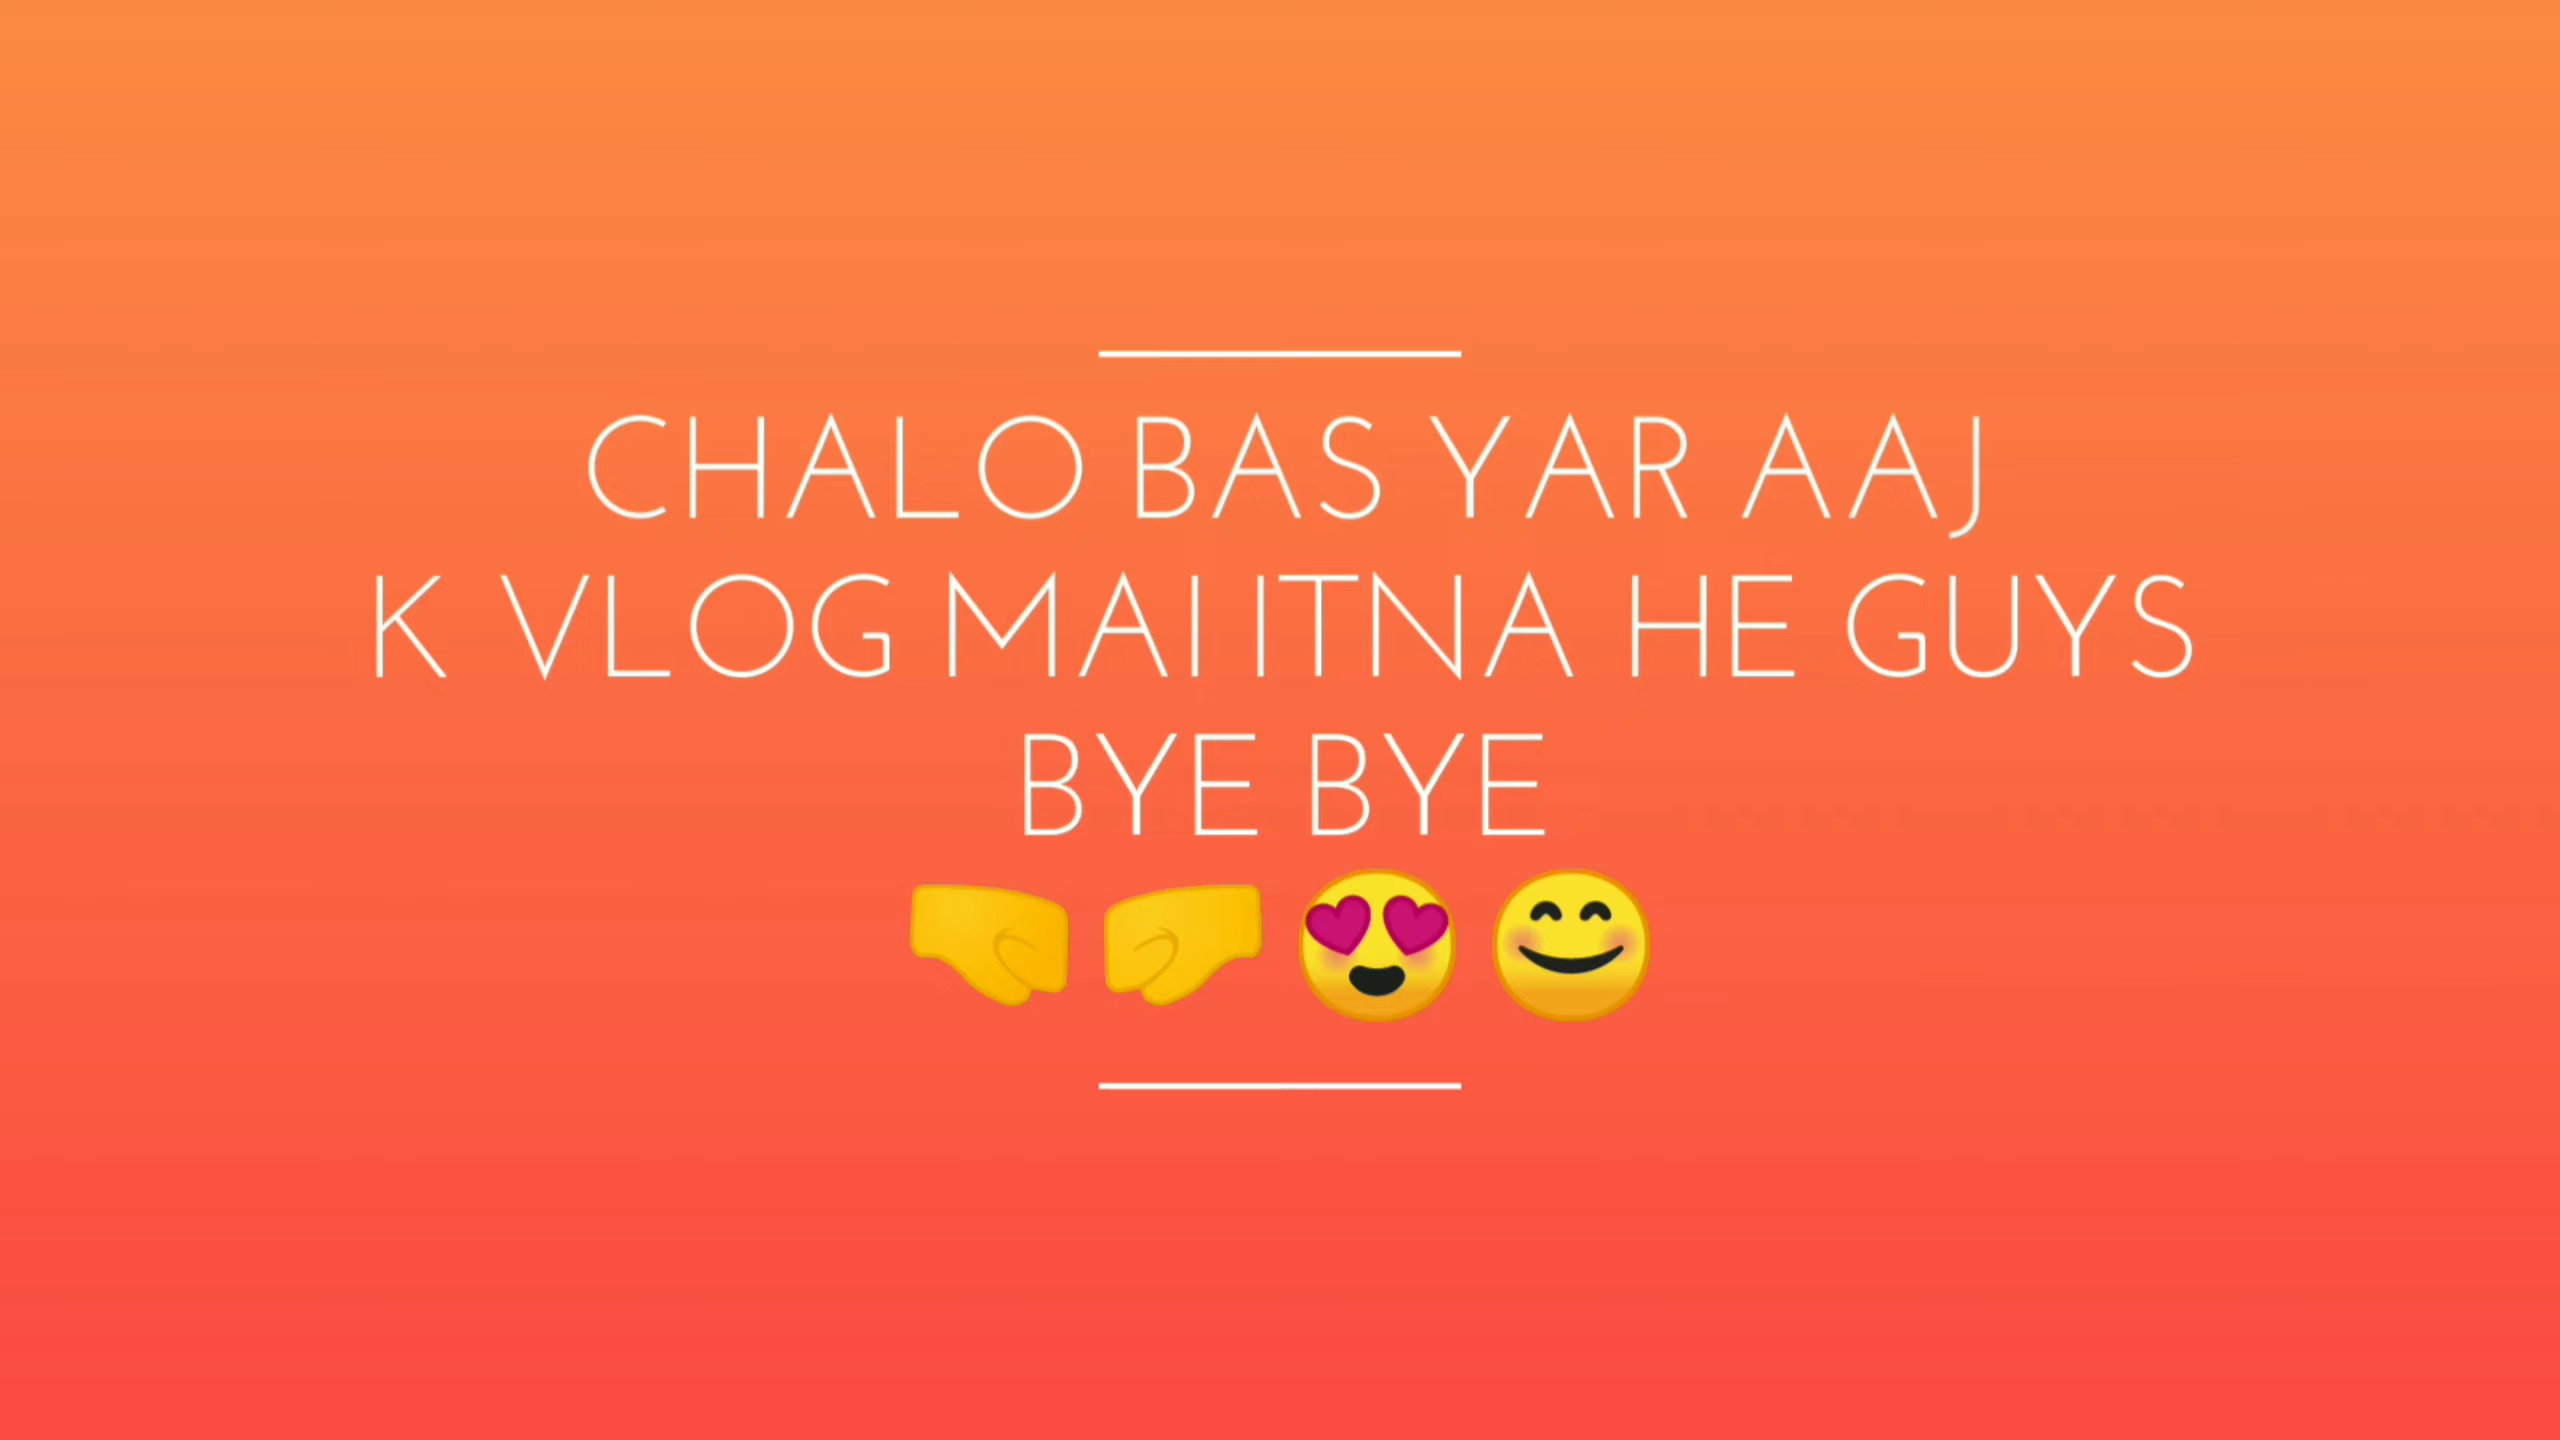 CHALO BAS YAR AAJ
K VLOG MAI ITNA HE GUYS
BYE BYE
🤜🤛😍😊